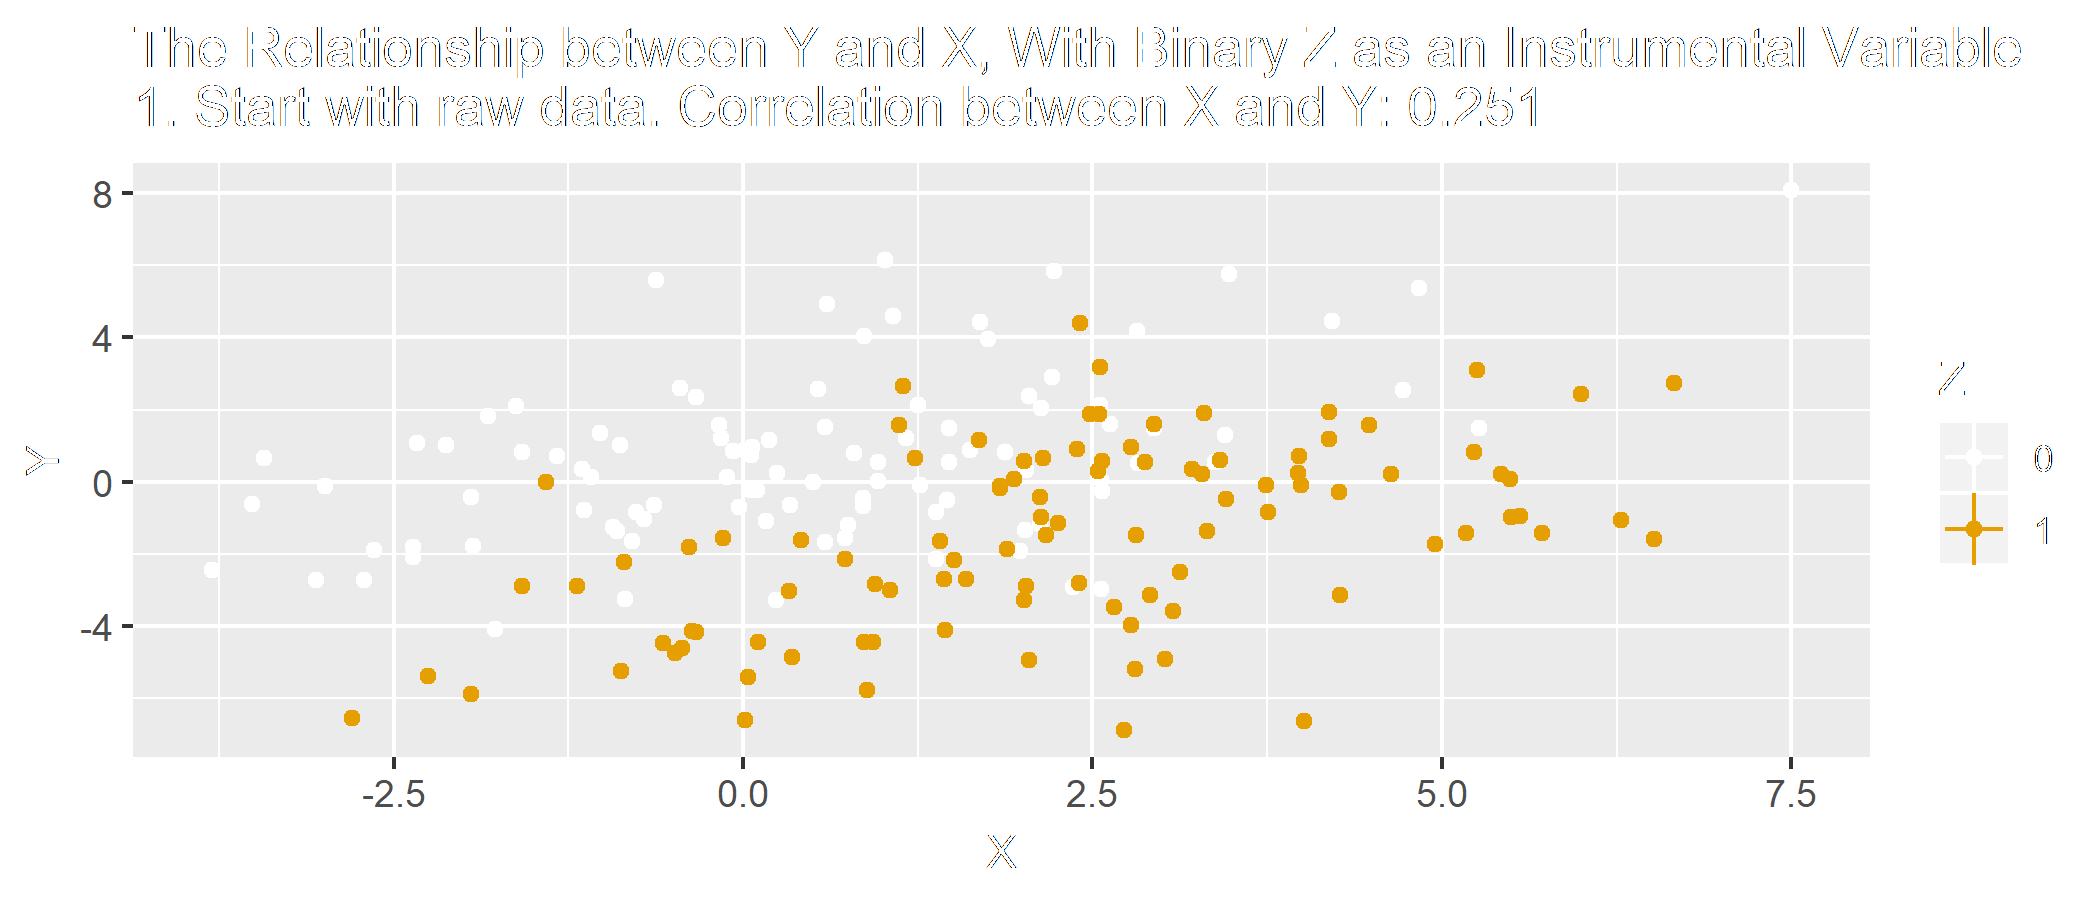 The Relationship between Y and X, With Binary Z as an Instrumental Variable
1. Start with raw data. Correlation between X and Y: 0.251
8
4
0
-4
Y
-2.5
0.0
2.5
5.0
7.5
X
Z
0
1